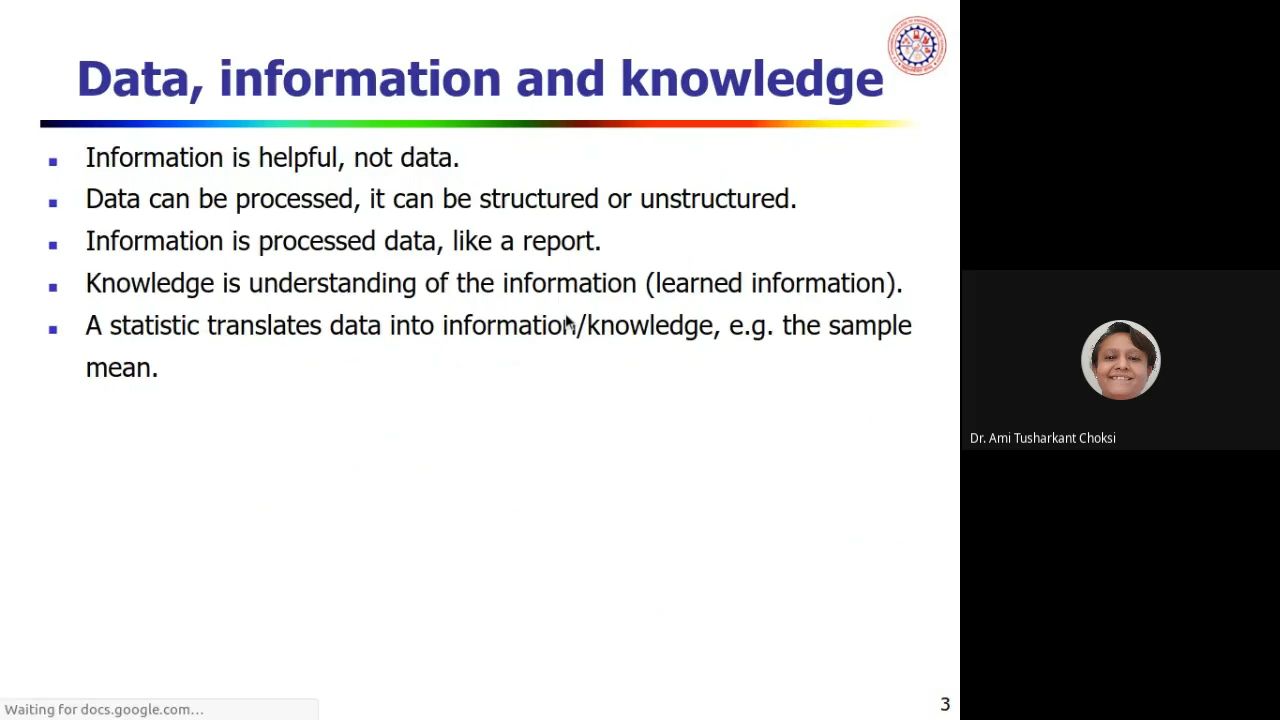 Data, information and knowledge
Information is helpful, not data.
Data can be processed, it can be structured or unstructured.
Information is processed data, like a report.
Knowledge is understanding of the information (learned information).
A statistic translates data into information/knowledge, e.g. the sample
mean.
Dr. Ami Tusharkant Choksi
3
Waiting for docs.google.com...